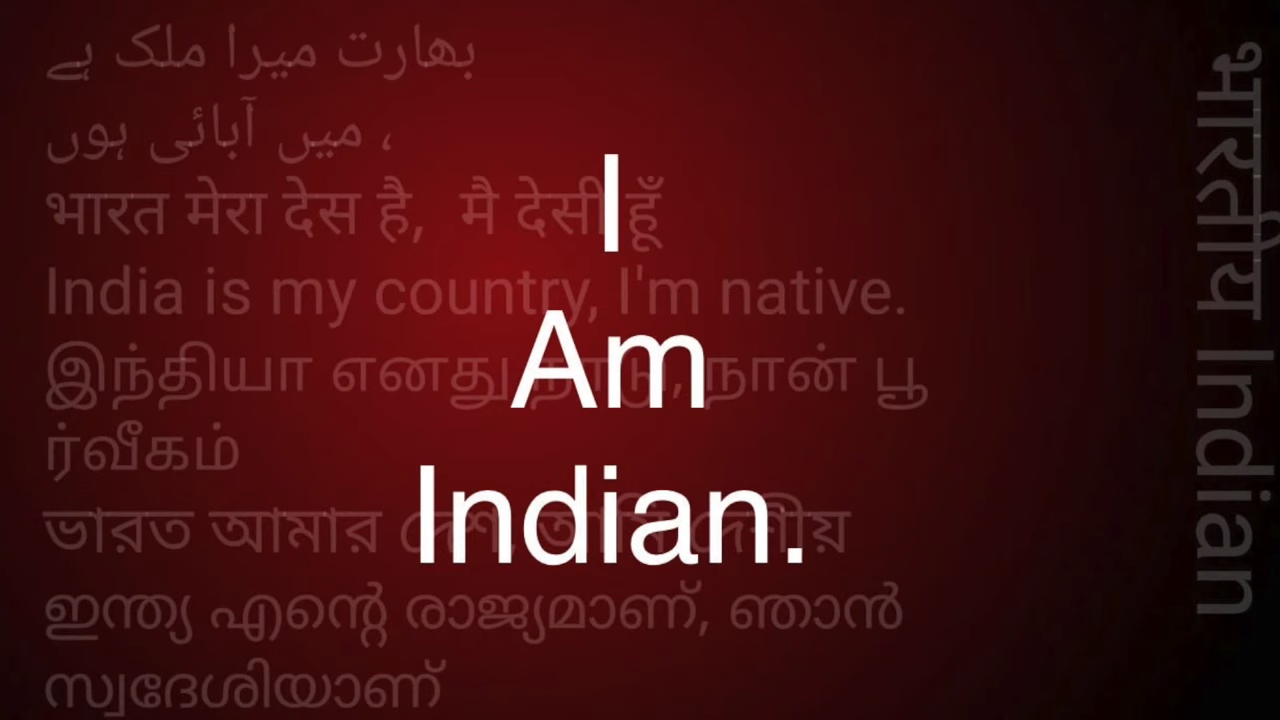 بھارت میرا ملک ہے
، میں آبائی ہوں
भारत मेरा देस है, मै देसी हूँ
India is my country, I'm native.
இந்தியா எனது நாடு, நான் பூ
ர்வீகம்
ভারত আমার দেশ, আমি দেশীয়
ഇന്ത്യ എന്റെ രാജ്യമാണ്, ഞാൻ
സ്വദേശിയാണ്
I
Am
Indian.
भारतीय Indian